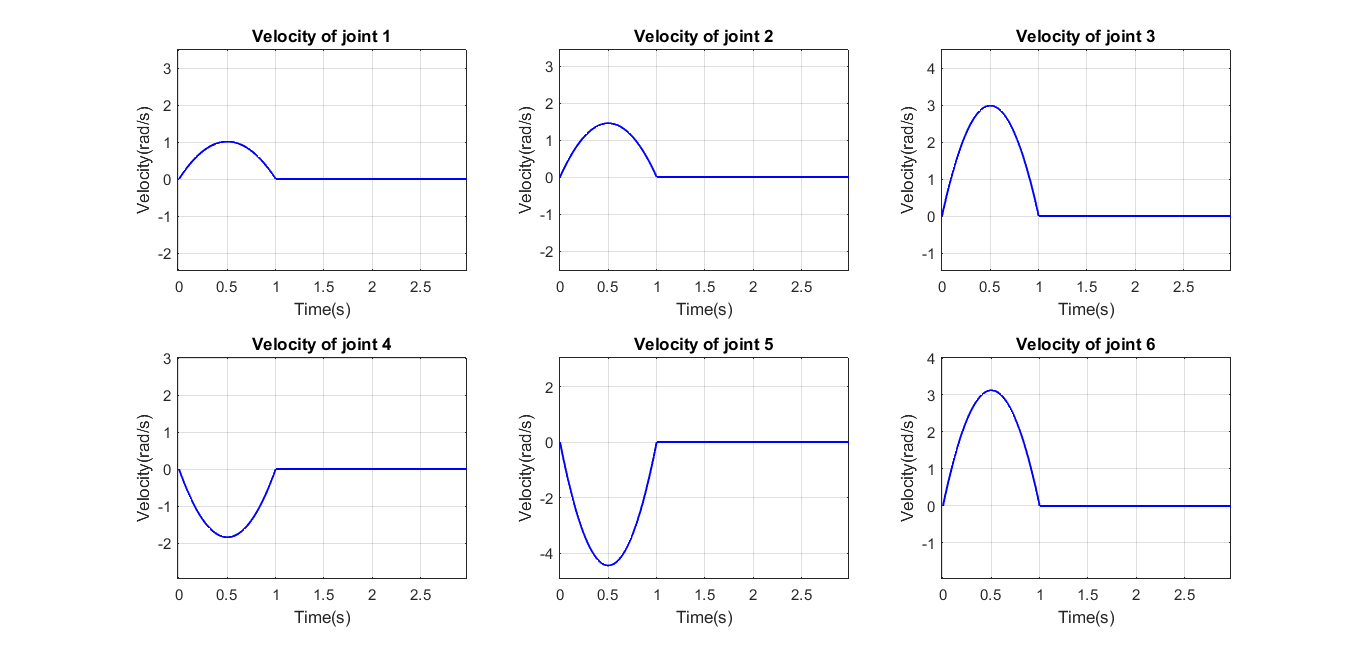 Velocity of joint 1
Velocity(rad/s)
3
2
1
0
-1
-2
0 0.5 1 1.5 2 2.5
Time(s)
Velocity of joint 2
Velocity(rad/s)
3
2
1
0
-1
-2
0 0.5 1 1.5 2 2.5
Time(s)
Velocity of joint 3
Velocity(rad/s)
4
3
2
1
0
-1
0 0.5 1 1.5 2 2.5
Time(s)
Velocity of joint 4
Velocity(rad/s)
3
2
1
0
-1
-2
0 0.5 1 1.5 2 2.5
Time(s)
Velocity of joint 5
Velocity(rad/s)
2
0
-2
-4
0 0.5 1 1.5 2 2.5
Time(s)
Velocity of joint 6
Velocity(rad/s)
4
3
2
1
0
-1
0 0.5 1 1.5 2 2.5
Time(s)